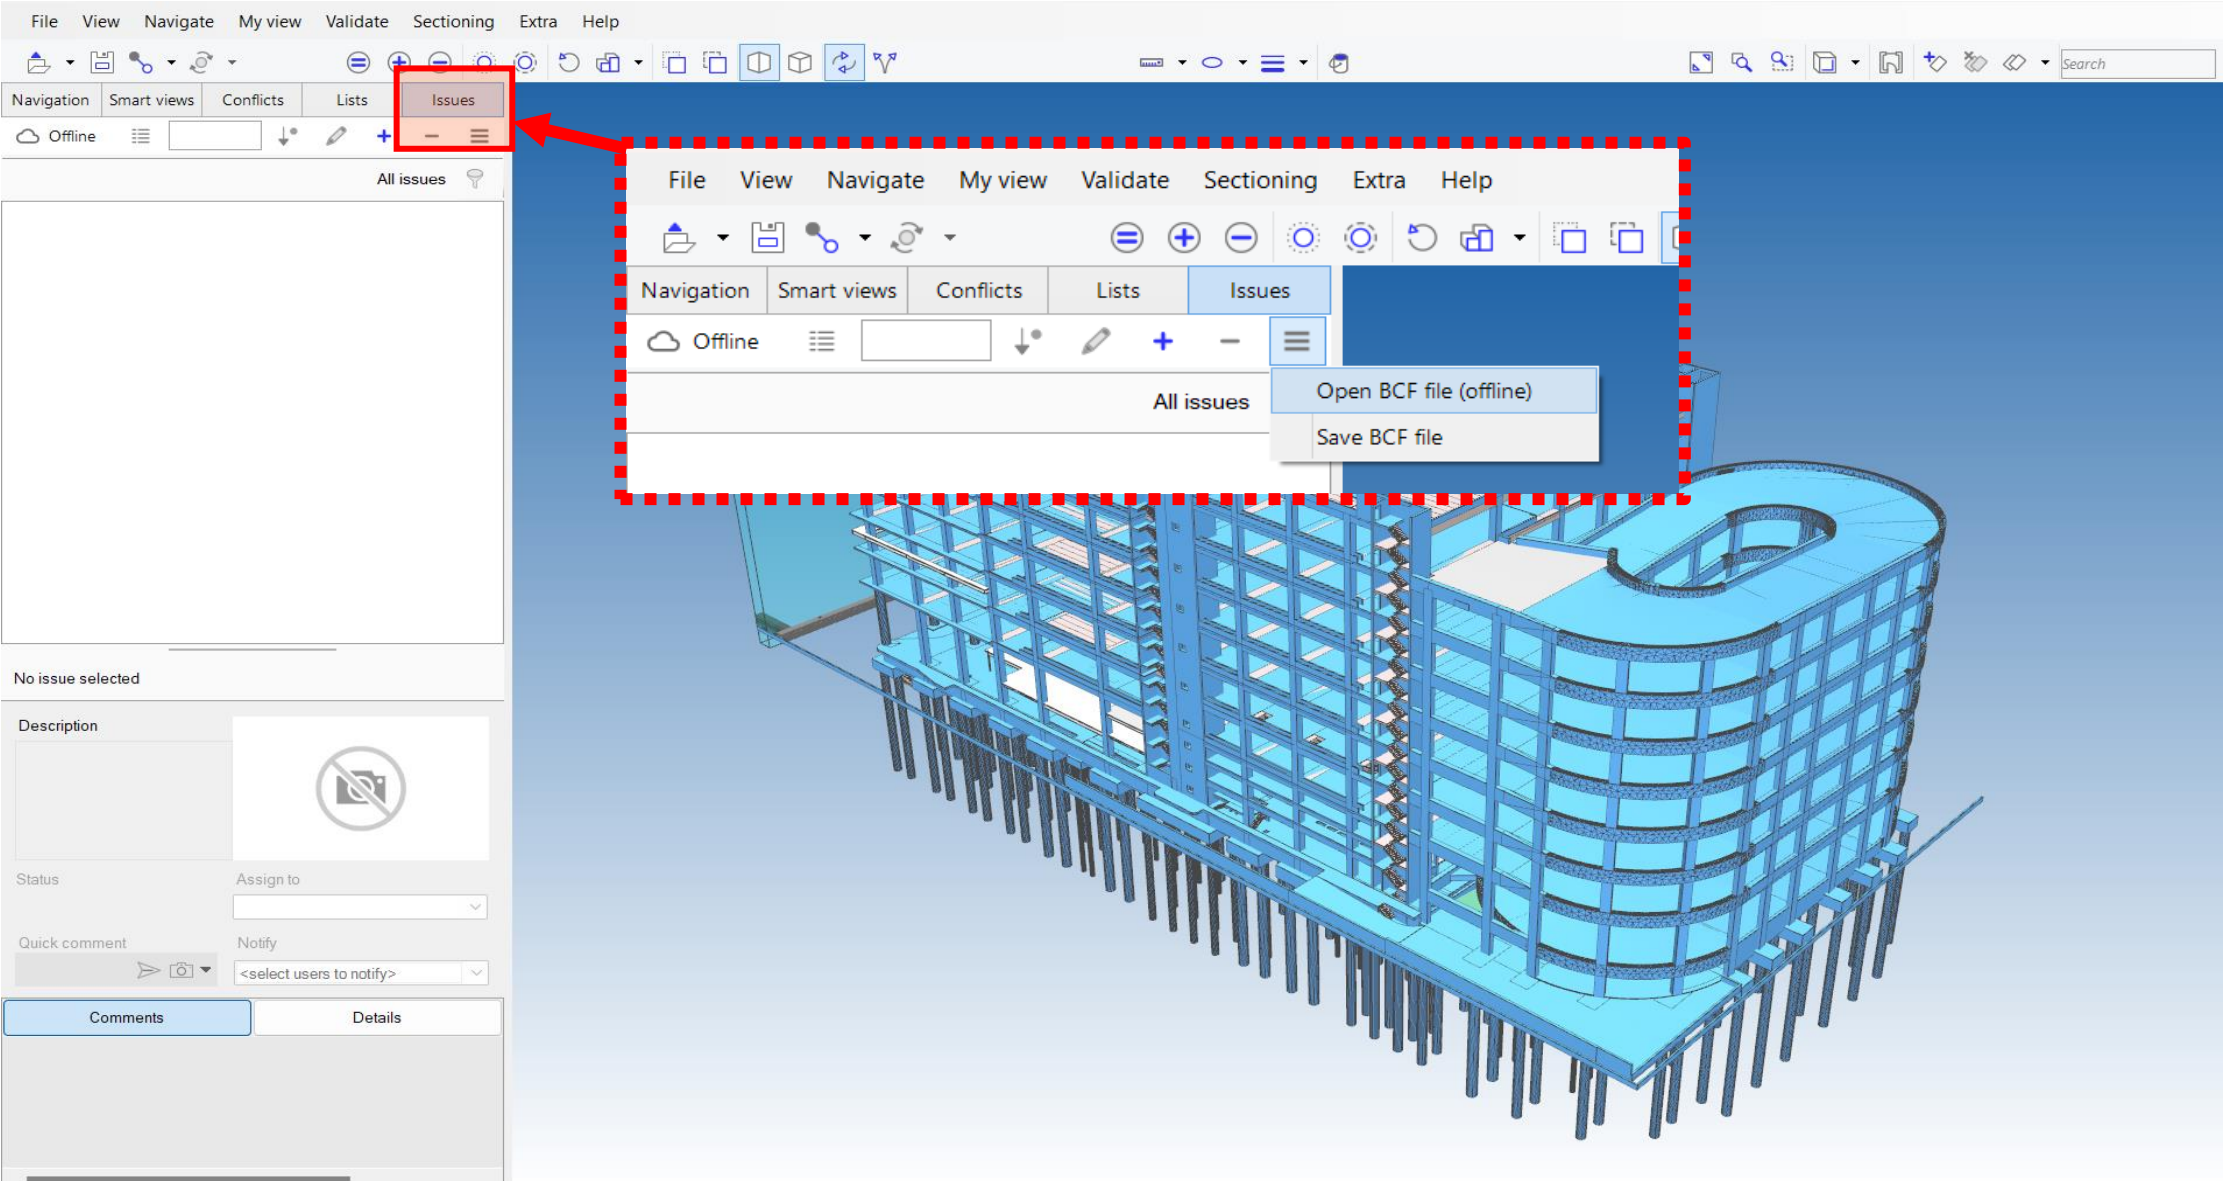 File View Navigate My view Validate Sectioning Extra Help
Search
Navigation Smart views Conflicts Lists Issues
Offline
All issues
File View Navigate My view Validate Sectioning Extra Help
Navigation Smart views Conflicts Lists Issues
Offline
Open BCF file (offline)
All issues
Save BCF file
No issue selected
Description
Status Assign to
Quick comment Notify
<select users to notify>
Comments Details